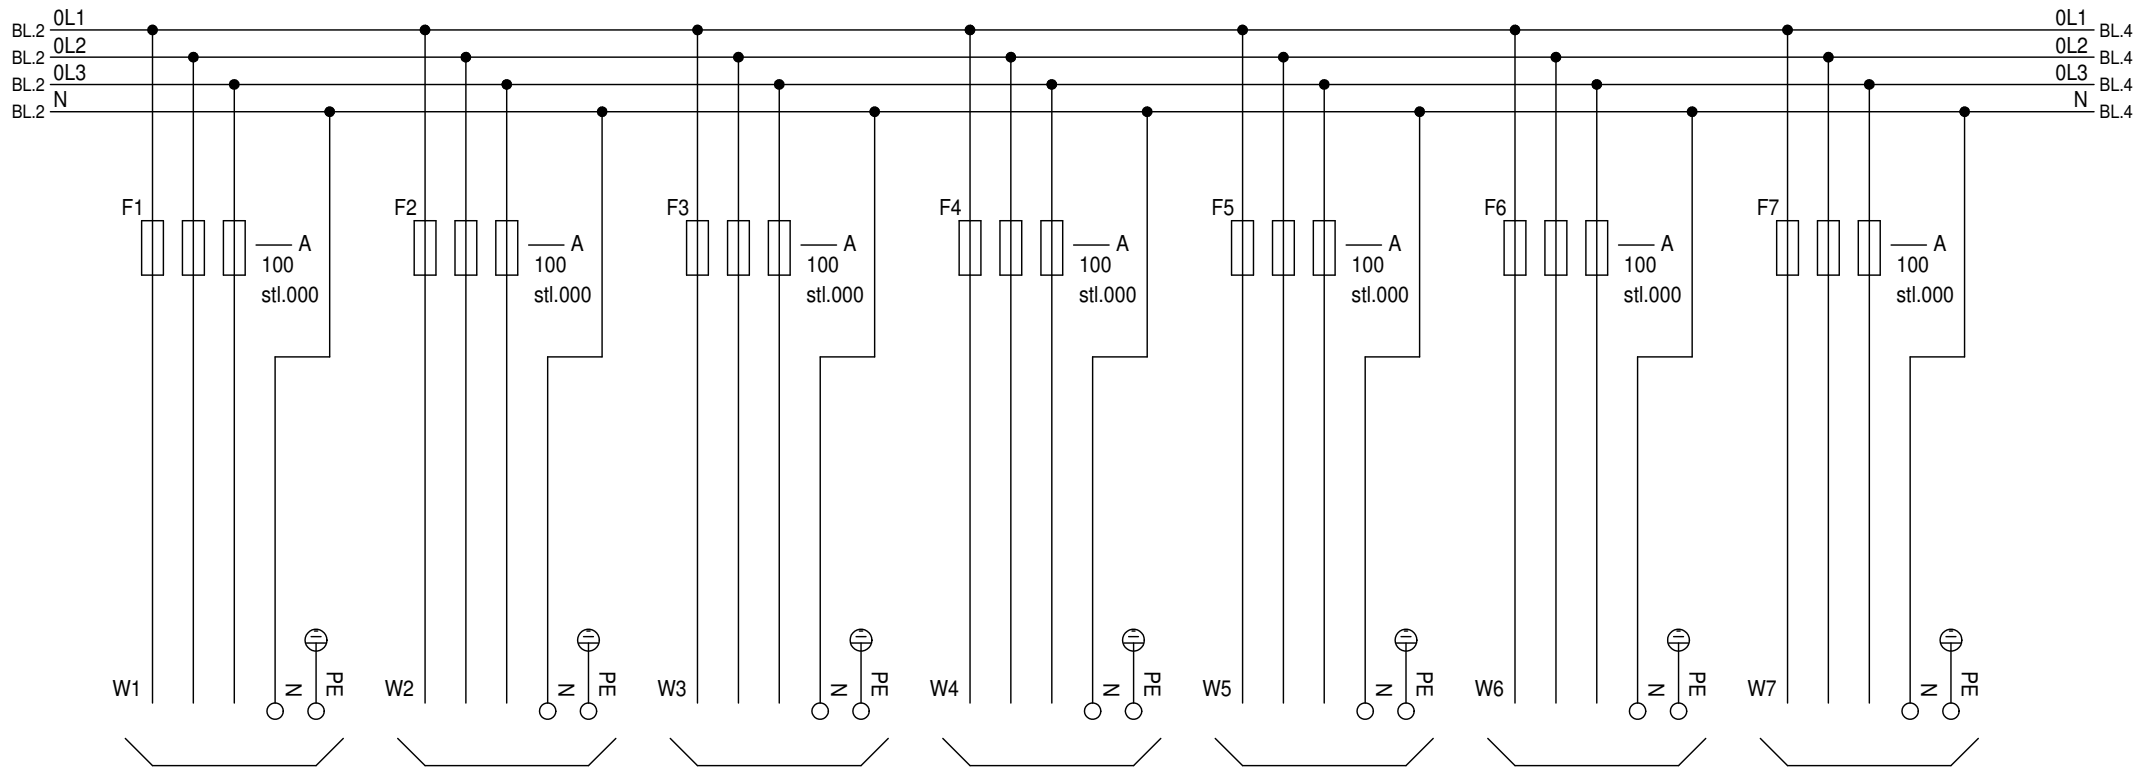 0L1 0L1
BL.2 BL.4
0L2 0L2
BL.2 BL.4
0L3 0L3
BL.2 BL.4
N N
BL.2 BL.4
F1 F2 F3 F4 F5 F6 F7
A A A A A A A
100 100 100 100 100 100 100
stl.000 stl.000 stl.000 stl.000 stl.000 stl.000 stl.000
W1 N PE W2 N PE W3 N PE W4 N PE W5 N PE W6 N PE W7 N PE